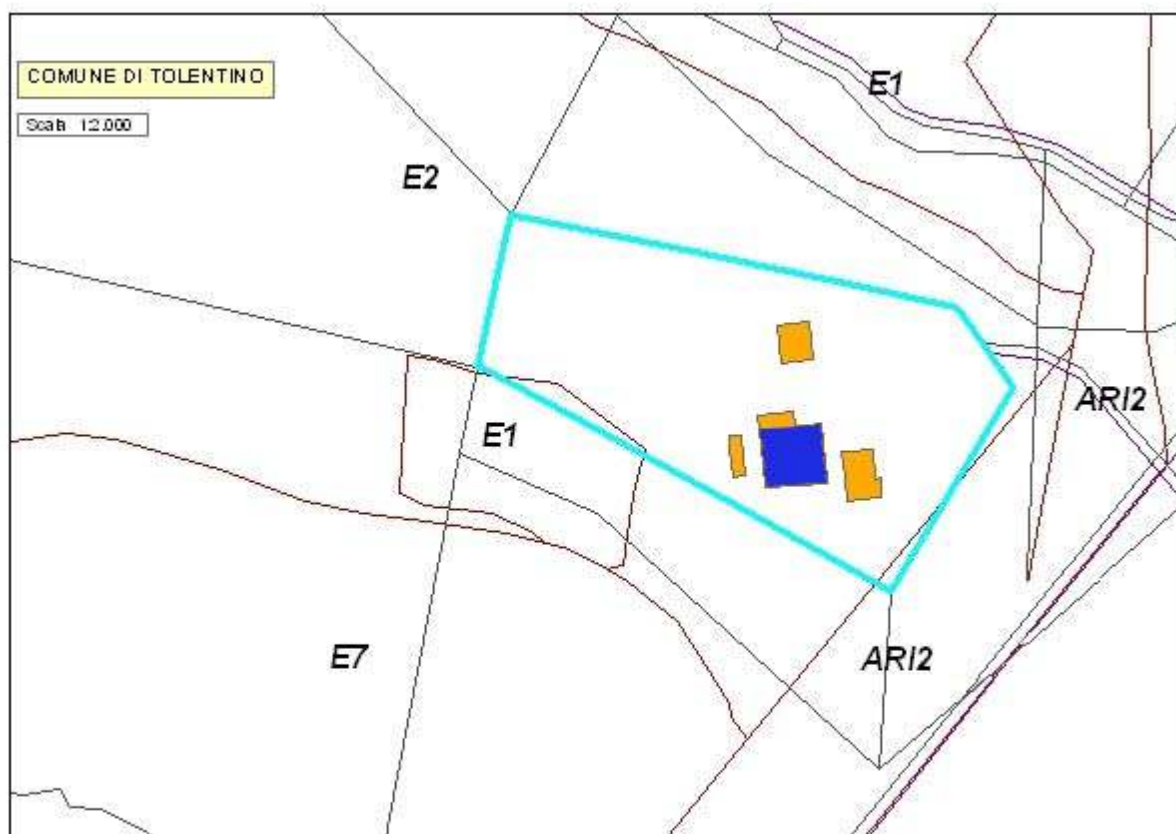 COMUNE DI TOLENTINO
Scala 1:2.000
E1
E2
ARI2
E1
E7
ARI2